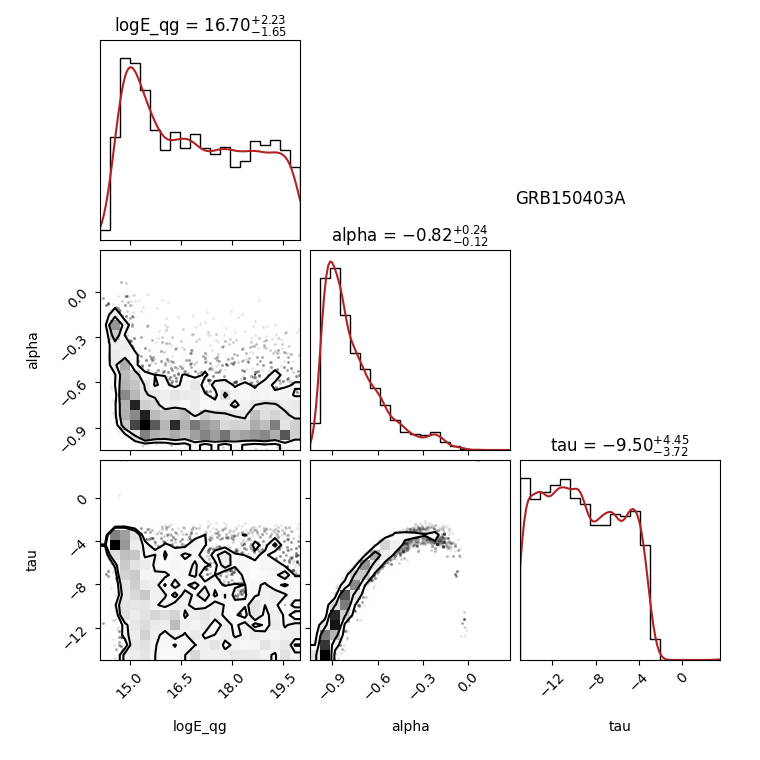 logE_qg = 16.70+2.23 −1.65
GRB150403A
alpha = −0.82+0.24 −0.12
0.0
−0.3
−0.6
−0.9
alpha
tau = −9.50+4.45 −3.72
0
−4
−8
−12
tau
15.0 16.5 18.0 19.5
−0.9 −0.6 −0.3 0.0
−12 −8 −4 0
logE_qg alpha tau